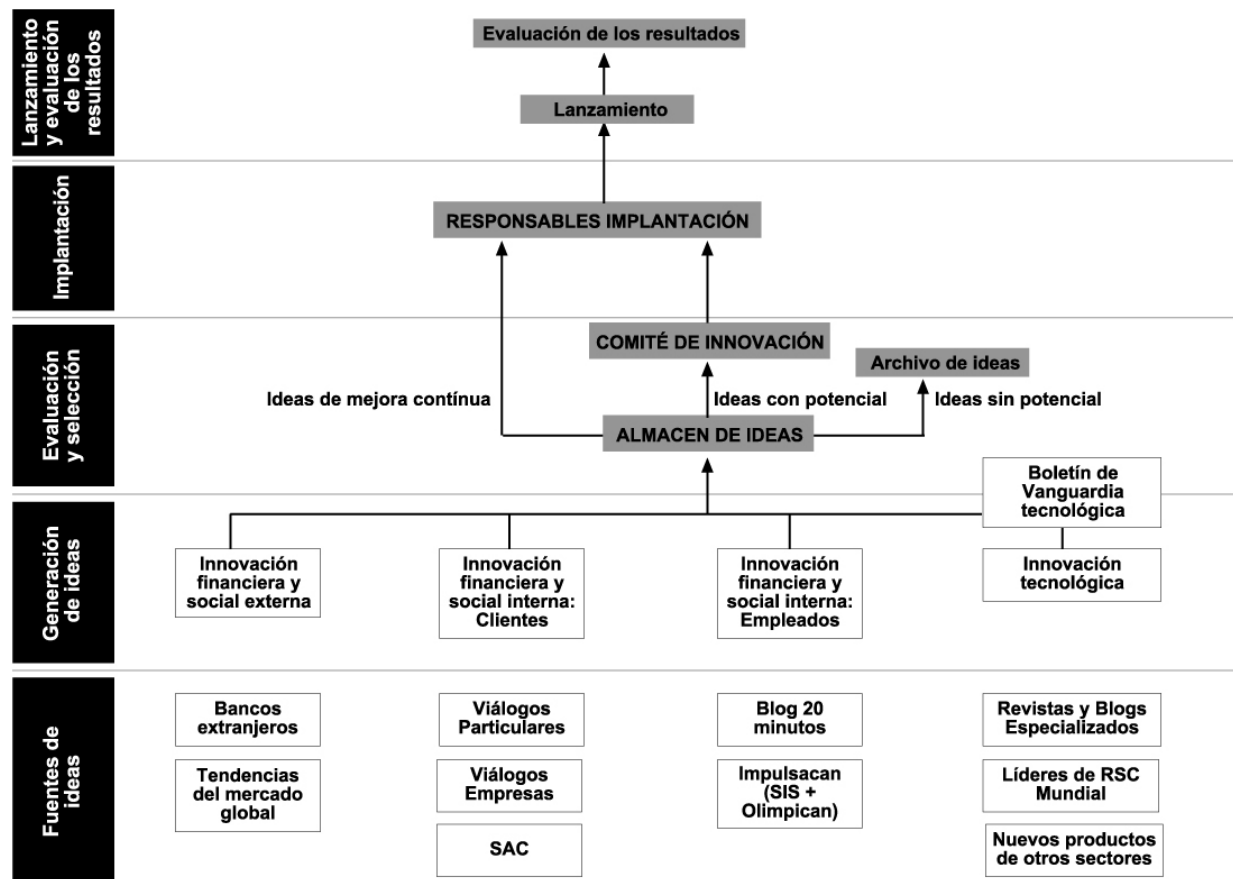 Lanzamiento
y evaluación
de los
resultados
Evaluación de los resultados
Lanzamiento
Implantación
RESPONSABLES IMPLANTACIÓN
Evaluación
y selección
COMITÉ DE INNOVACIÓN
Archivo de ideas
Ideas de mejora contínua
Ideas con potencial
Ideas sin potencial
ALMACEN DE IDEAS
Boletín de
Vanguardia
tecnológica
Generación
de ideas
Innovación
financiera y
social externa
Innovación
financiera y
social interna:
Clientes
Innovación
financiera y
social interna:
Empleados
Innovación
tecnológica
Fuentes de
ideas
Bancos
extranjeros
Viálogos
Particulares
Blog 20
minutos
Revistas y Blogs
Especializados
Tendencias
del mercado
global
Viálogos
Empresas
Impulsacan
(SIS +
Olimpican)
Líderes de RSC
Mundial
SAC
Nuevos productos
de otros sectores